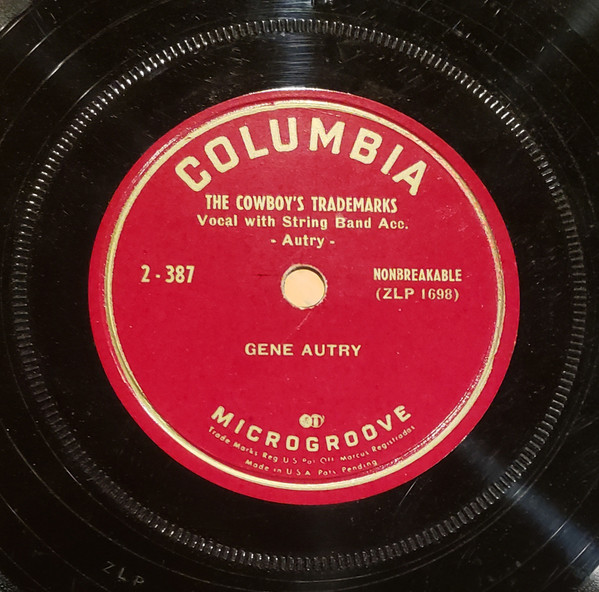 COLUMBIA
THE COWBOY'S TRADEMARKS
Vocal with String Band Acc.
- Autry -
2-387
NONBREAKABLE
(ZLP 1698)
GENE AUTRY
MICROGROOVE
Trade Marks Reg. U.S. Pat. Off. Marcas Registradas
Made in U.S.A. Pats. Pending
ZLP